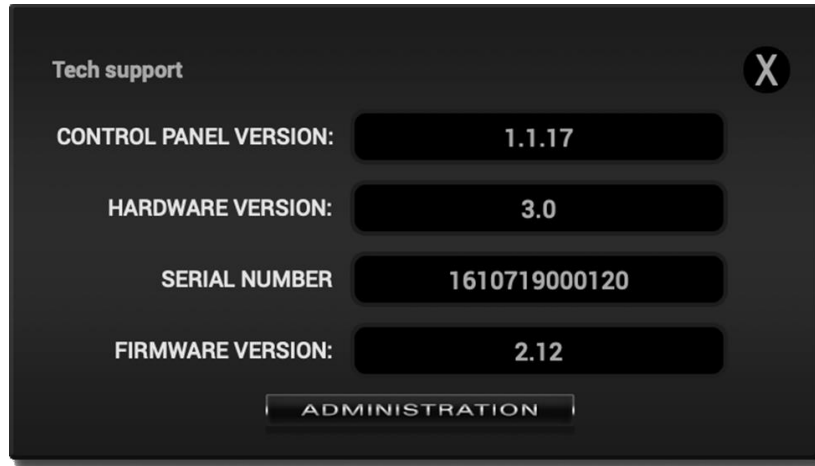 Tech support
X
CONTROL PANEL VERSION: 1.1.17
HARDWARE VERSION: 3.0
SERIAL NUMBER 1610719000120
FIRMWARE VERSION: 2.12
ADMINISTRATION